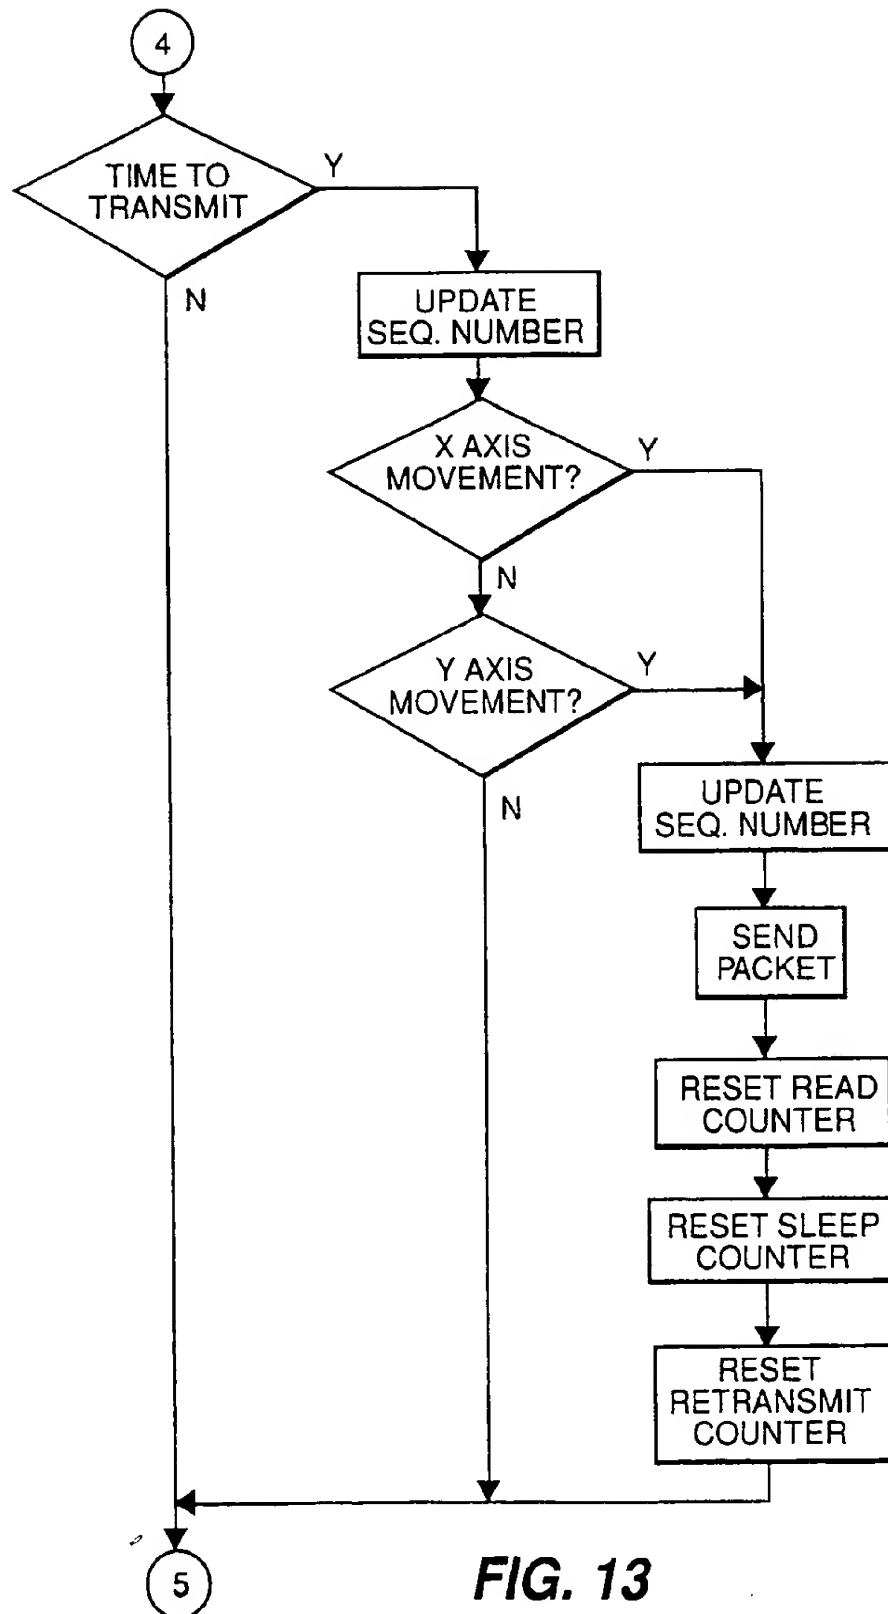 4
TIME TO
TRANSMIT
Y
N
UPDATE
SEQ. NUMBER
X AXIS
MOVEMENT?
Y
N
Y AXIS
MOVEMENT?
Y
N
UPDATE
SEQ. NUMBER
SEND
PACKET
RESET READ
COUNTER
RESET SLEEP
COUNTER
RESET
RETRANSMIT
COUNTER
5
FIG. 13